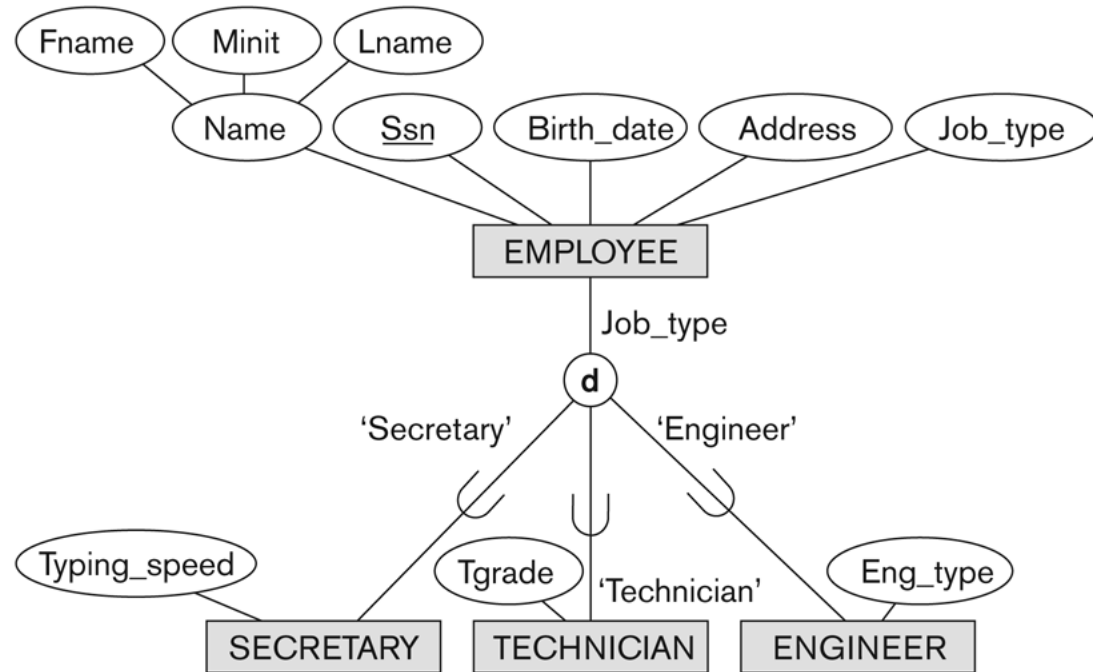 Fname Minit Lname
Name Ssn Birth_date Address Job_type
EMPLOYEE
Job_type
d
‘Secretary’ ‘Engineer’
Typing_speed Tgrade ‘Technician’ Eng_type
SECRETARY TECHNICIAN ENGINEER